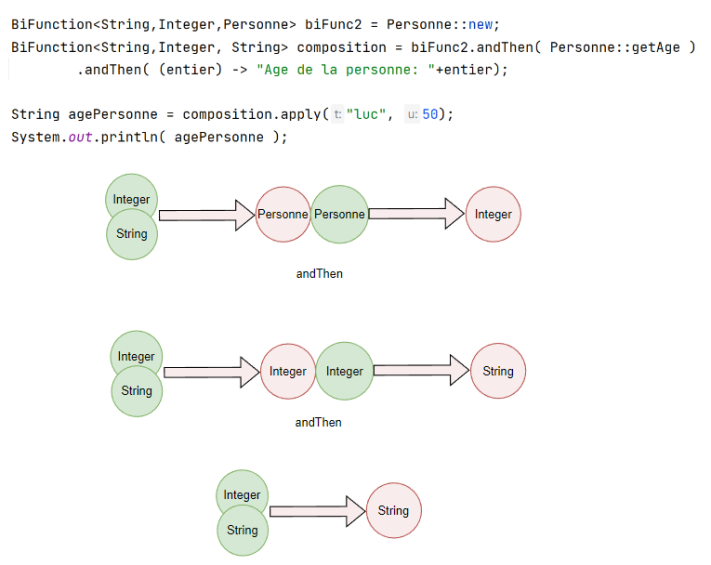 BiFunction<String,Integer,Personne> biFunc2 = Personne::new;
BiFunction<String,Integer, String> composition = biFunc2.andThen( Personne::getAge )
.andThen( (entier) -> "Age de la personne: "+entier);
String agePersonne = composition.apply( t: "luc", u: 50);
System.out.println( agePersonne );
Integer
String
Personne Personne
Integer
andThen
Integer
String
Integer Integer
String
andThen
Integer
String
String